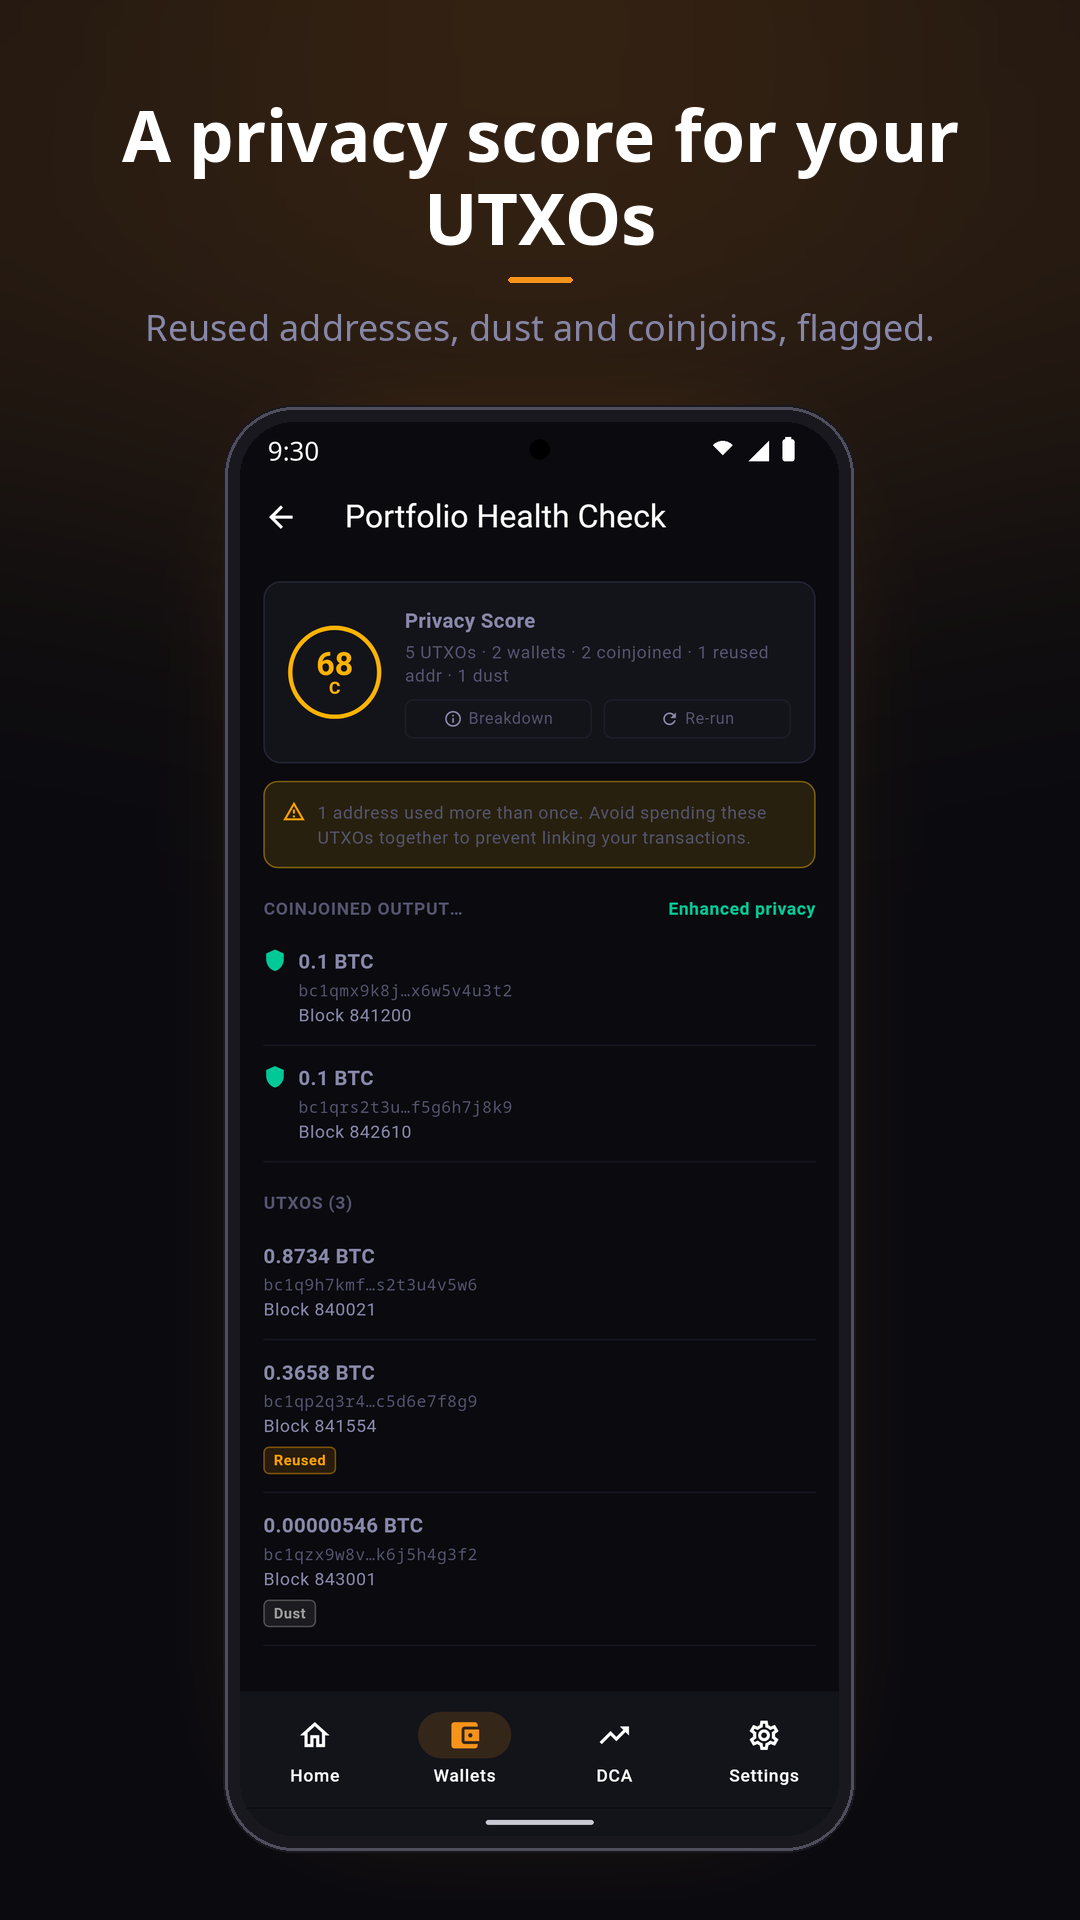 A privacy score for your
UTXOs
Reused addresses, dust and coinjoins, flagged.
9:30
Portfolio Health Check
68
C
Privacy Score
5 UTXOs · 2 wallets · 2 coinjoined · 1 reused
addr · 1 dust
Breakdown
Re-run
1 address used more than once. Avoid spending these
UTXOs together to prevent linking your transactions.
COINJOINED OUTPUT…
Enhanced privacy
0.1 BTC
bc1qmx9k8j…x6w5v4u3t2
Block 841200
0.1 BTC
bc1qrs2t3u…f5g6h7j8k9
Block 842610
UTXOS (3)
0.8734 BTC
bc1q9h7kmf…s2t3u4v5w6
Block 840021
0.3658 BTC
bc1qp2q3r4…c5d6e7f8g9
Block 841554
Reused
0.00000546 BTC
bc1qzx9w8v…k6j5h4g3f2
Block 843001
Dust
Home
Wallets
DCA
Settings